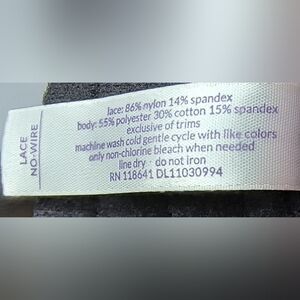 LACE
NO-WIRE
lace: 86% nylon 14% spandex
body: 55% polyester 30% cotton 15% spandex
exclusive of trims
machine wash cold gentle cycle with like colors
only non-chlorine bleach when needed
line dry - do not iron
RN 118641 DL11030994